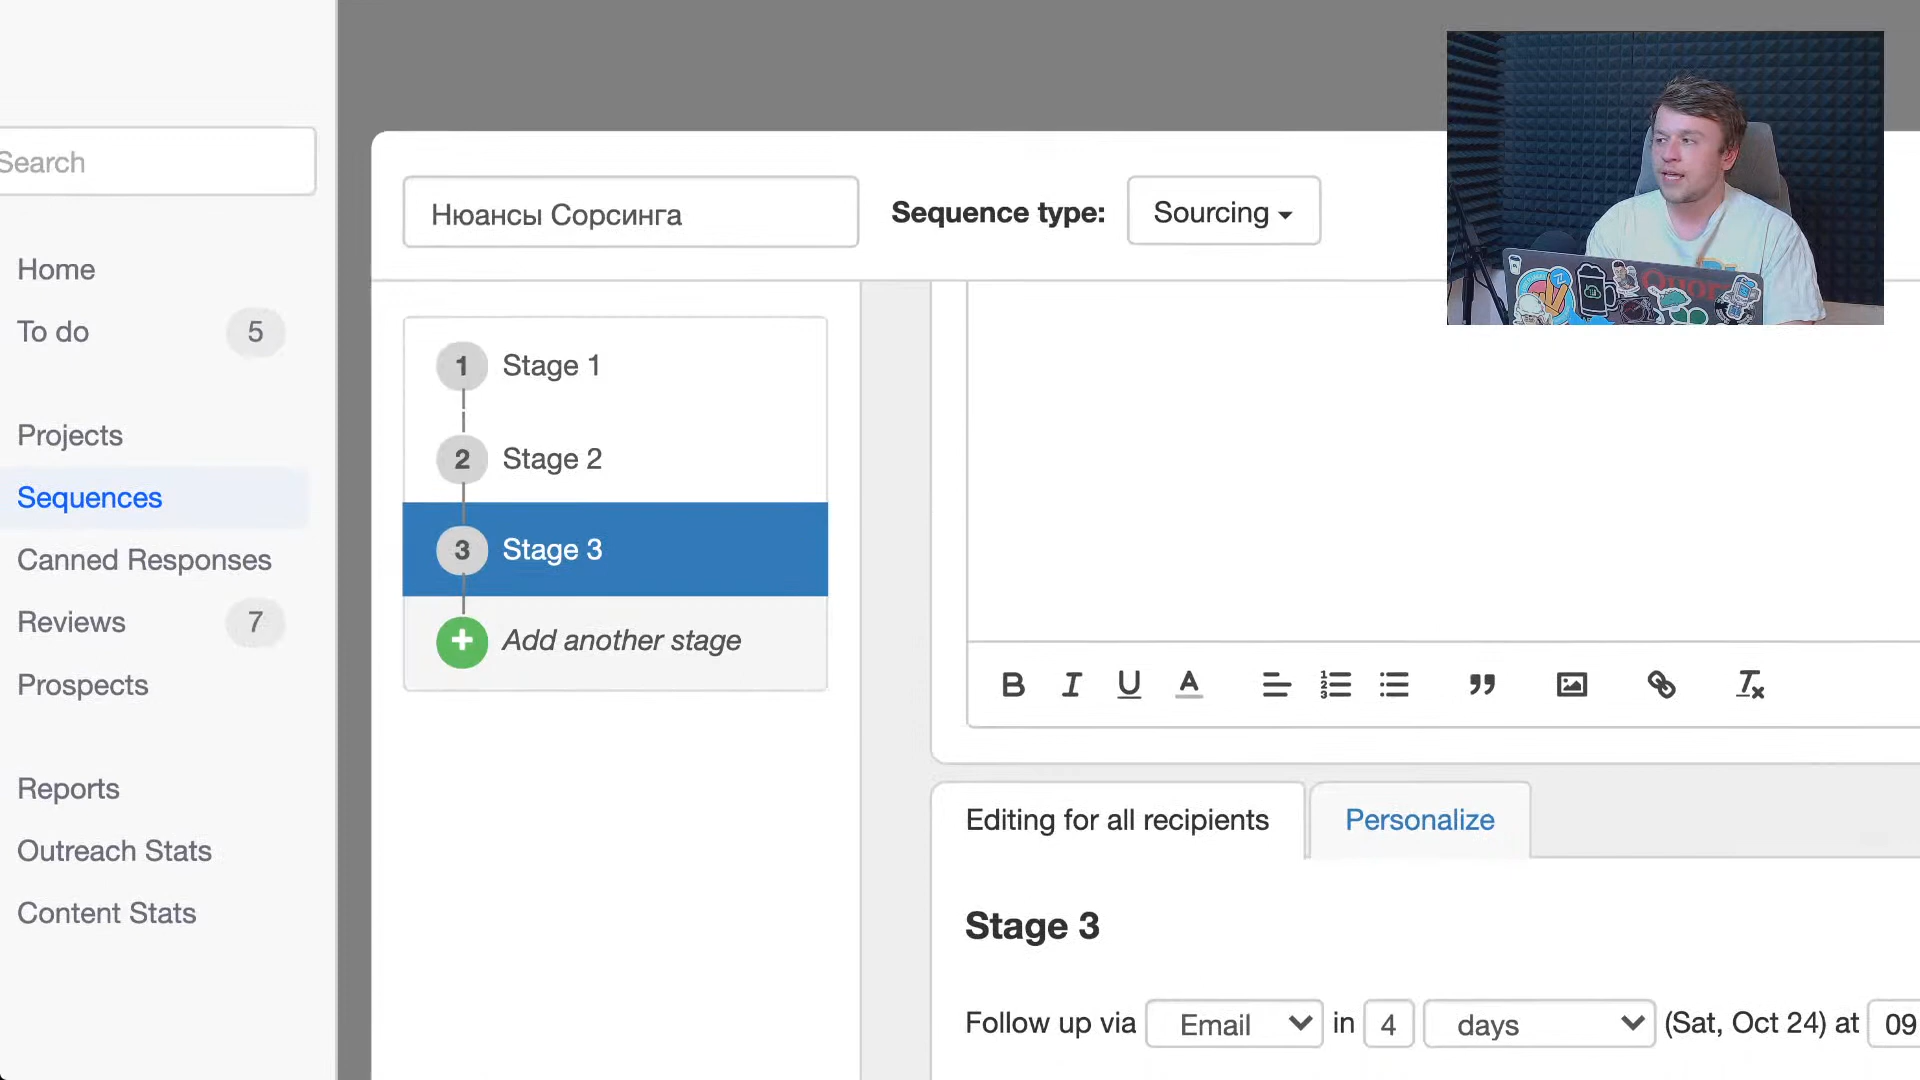 Search
Home
To do 5
Projects
Sequences
Canned Responses
Reviews 7
Prospects
Reports
Outreach Stats
Content Stats
Нюансы Сорсинга
Sequence type: Sourcing
1 Stage 1
2 Stage 2
3 Stage 3
+ Add another stage
Editing for all recipients Personalize
Stage 3
Follow up via Email in 4 days (Sat, Oct 24) at 09